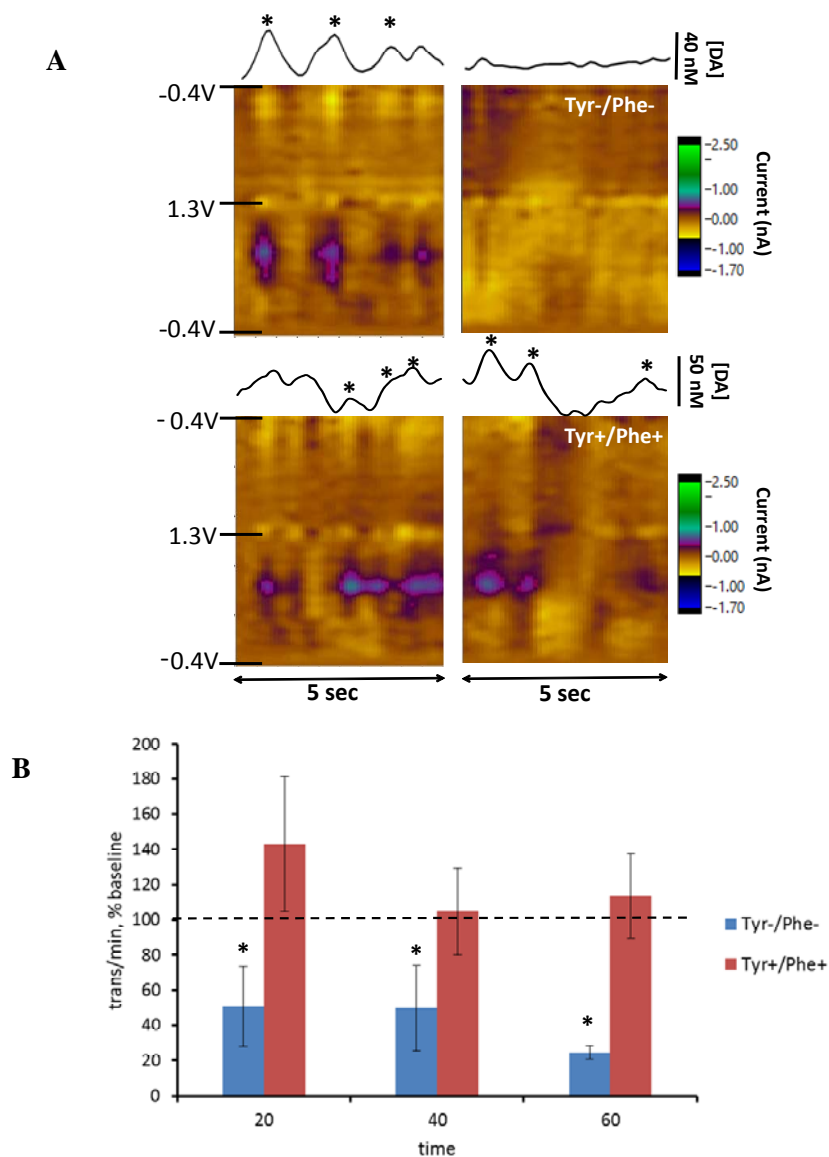 A
* * *
[DA]
40 nM
-0.4V
Tyr-/Phe-
1.3V
-0.4V
-2.50
-1.00
-0.00
-1.00
-1.70
Current (nA)
* * * * * *
[DA]
50 nM
-0.4V
Tyr+/Phe+
1.3V
-0.4V
-2.50
-1.00
-0.00
-1.00
-1.70
Current (nA)
5 sec 5 sec
B
trans/min, % baseline
200
180
160
140
120
100
80
60
40
20
0
* * *
20 40 60
time
Tyr-/Phe-
Tyr+/Phe+